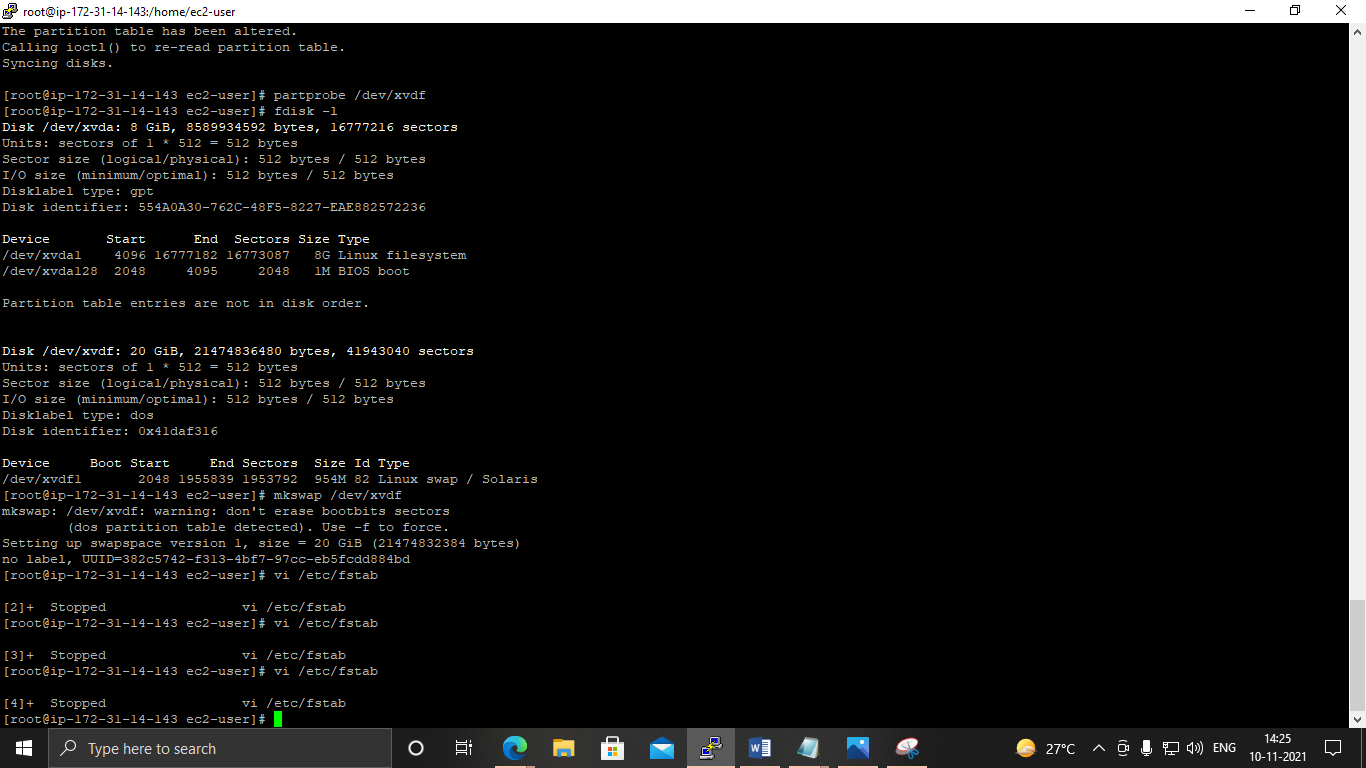 root@ip-172-31-14-143:/home/ec2-user
The partition table has been altered.
Calling ioctl() to re-read partition table.
Syncing disks.
[root@ip-172-31-14-143 ec2-user]# partprobe /dev/xvdf
[root@ip-172-31-14-143 ec2-user]# fdisk -l
Disk /dev/xvda: 8 GiB, 8589934592 bytes, 16777216 sectors
Units: sectors of 1 * 512 = 512 bytes
Sector size (logical/physical): 512 bytes / 512 bytes
I/O size (minimum/optimal): 512 bytes / 512 bytes
Disklabel type: gpt
Disk identifier: 554A0A30-762C-48F5-8227-EAE882572236
Device       Start      End  Sectors Size Type
/dev/xvda1    4096 16777182 16773087   8G Linux filesystem
/dev/xvda128  2048     4095     2048   1M BIOS boot
Partition table entries are not in disk order.
Disk /dev/xvdf: 20 GiB, 21474836480 bytes, 41943040 sectors
Units: sectors of 1 * 512 = 512 bytes
Sector size (logical/physical): 512 bytes / 512 bytes
I/O size (minimum/optimal): 512 bytes / 512 bytes
Disklabel type: dos
Disk identifier: 0x41daf316
Device     Boot Start     End Sectors  Size Id Type
/dev/xvdf1       2048 1955839 1953792  954M 82 Linux swap / Solaris
[root@ip-172-31-14-143 ec2-user]# mkswap /dev/xvdf
mkswap: /dev/xvdf: warning: don't erase bootbits sectors
        (dos partition table detected). Use -f to force.
Setting up swapspace version 1, size = 20 GiB (21474832384 bytes)
no label, UUID=382c5742-f313-4bf7-97cc-eb5fcdd884bd
[root@ip-172-31-14-143 ec2-user]# vi /etc/fstab
[2]+  Stopped                 vi /etc/fstab
[root@ip-172-31-14-143 ec2-user]# vi /etc/fstab
[3]+  Stopped                 vi /etc/fstab
[root@ip-172-31-14-143 ec2-user]# vi /etc/fstab
[4]+  Stopped                 vi /etc/fstab
[root@ip-172-31-14-143 ec2-user]#
Type here to search
27°C
ENG
14:25
10-11-2021